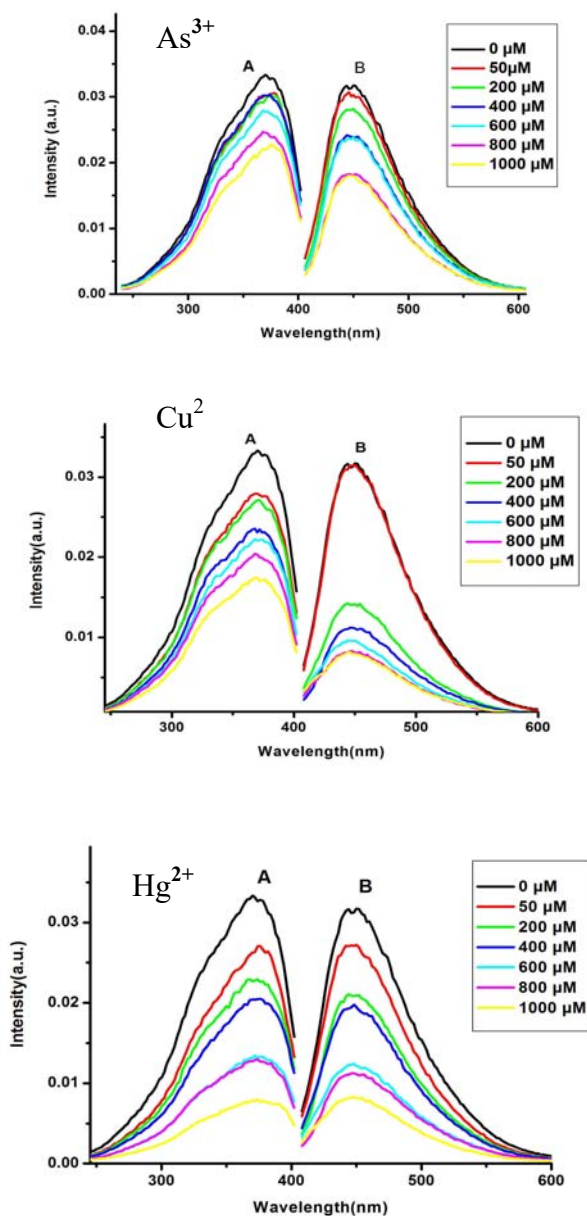 As3+
A
B
0 µM
50µM
200 µM
400 µM
600 µM
800 µM
1000 µM
0.04
0.03
0.02
0.01
0.00
Intensity (a.u.)
300
400
500
600
Wavelength(nm)
Cu2
A
B
0 µM
50 µM
200 µM
400 µM
600 µM
800 µM
1000 µM
0.03
0.02
0.01
Intensity(a.u.)
300
400
500
600
Wavelength(nm)
Hg2+
A
B
0 µM
50 µM
200 µM
400 µM
600 µM
800 µM
1000 µM
0.03
0.02
0.01
0.00
Intensity(a.u.)
300
400
500
600
Wavelength(nm)